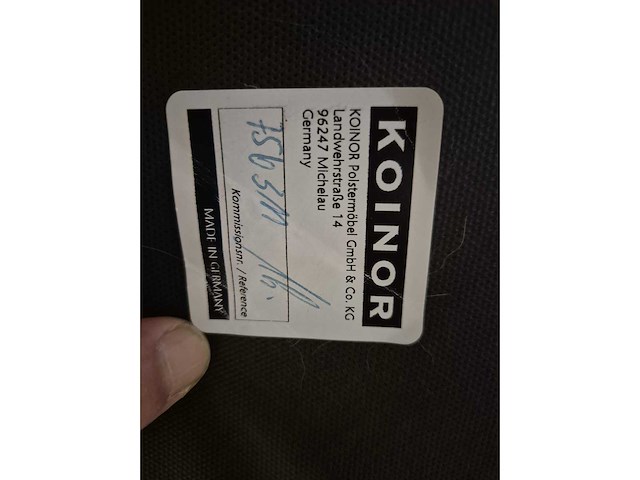 KOINOR
KOINOR Polstermöbel GmbH & Co. KG
Landwehrstraße 14
96247 Michelau
Germany
Kommissionsnr. / Reference
MADE IN GERMANY